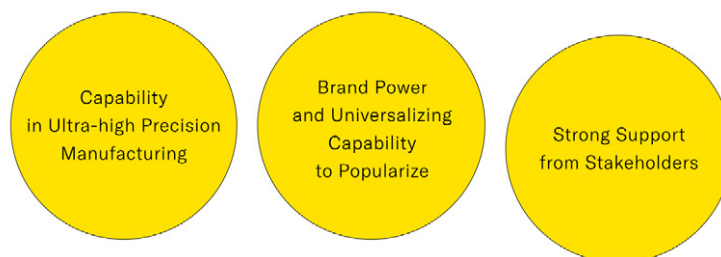 Capability
in Ultra-high Precision
Manufacturing
Brand Power
and Universalizing
Capability
to Popularize
Strong Support
from Stakeholders